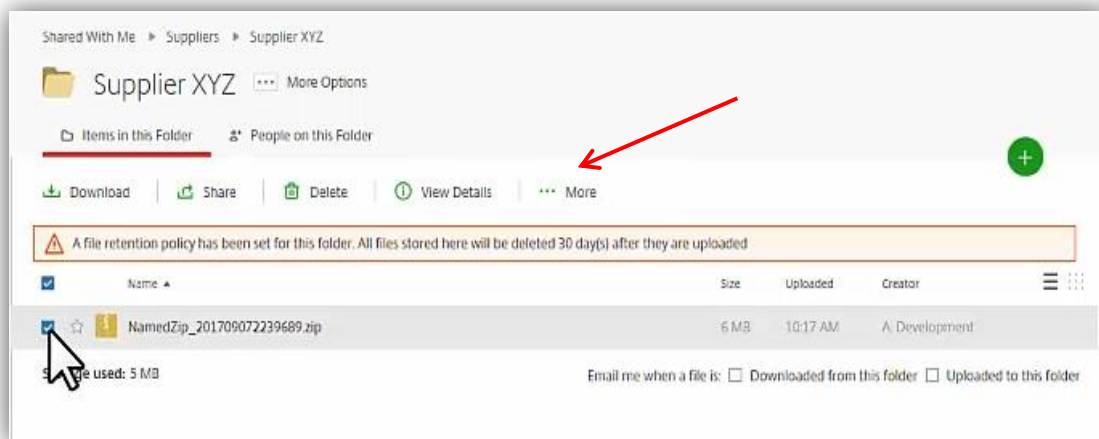 Shared With Me ▸ Suppliers ▸ Supplier XYZ
Supplier XYZ ··· More Options
Items in this Folder People on this Folder
Download Share Delete View Details ··· More
A file retention policy has been set for this folder. All files stored here will be deleted 30 day(s) after they are uploaded
Name Size Uploaded Creator
NamedZip_201709072239689.zip 6 MB 10:17 AM A. Development
used: 5 MB Email me when a file is: Downloaded from this folder Uploaded to this folder